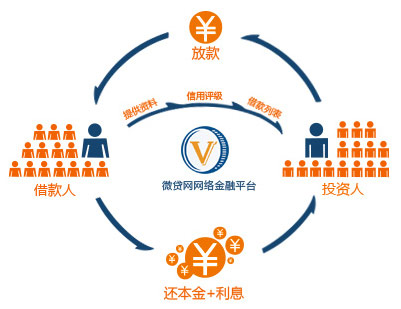 放款
提供资料
信用评级
借款列表
微贷网网络金融平台
借款人
投资人
还本金+利息